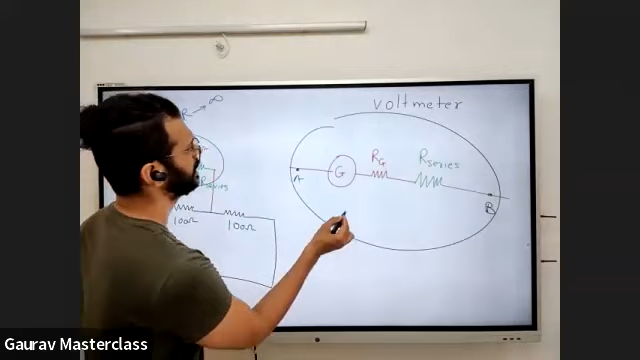 R → ∞
voltmeter
A
G
R_G
R_series
B
R_series
100Ω
100Ω
Gaurav Masterclass